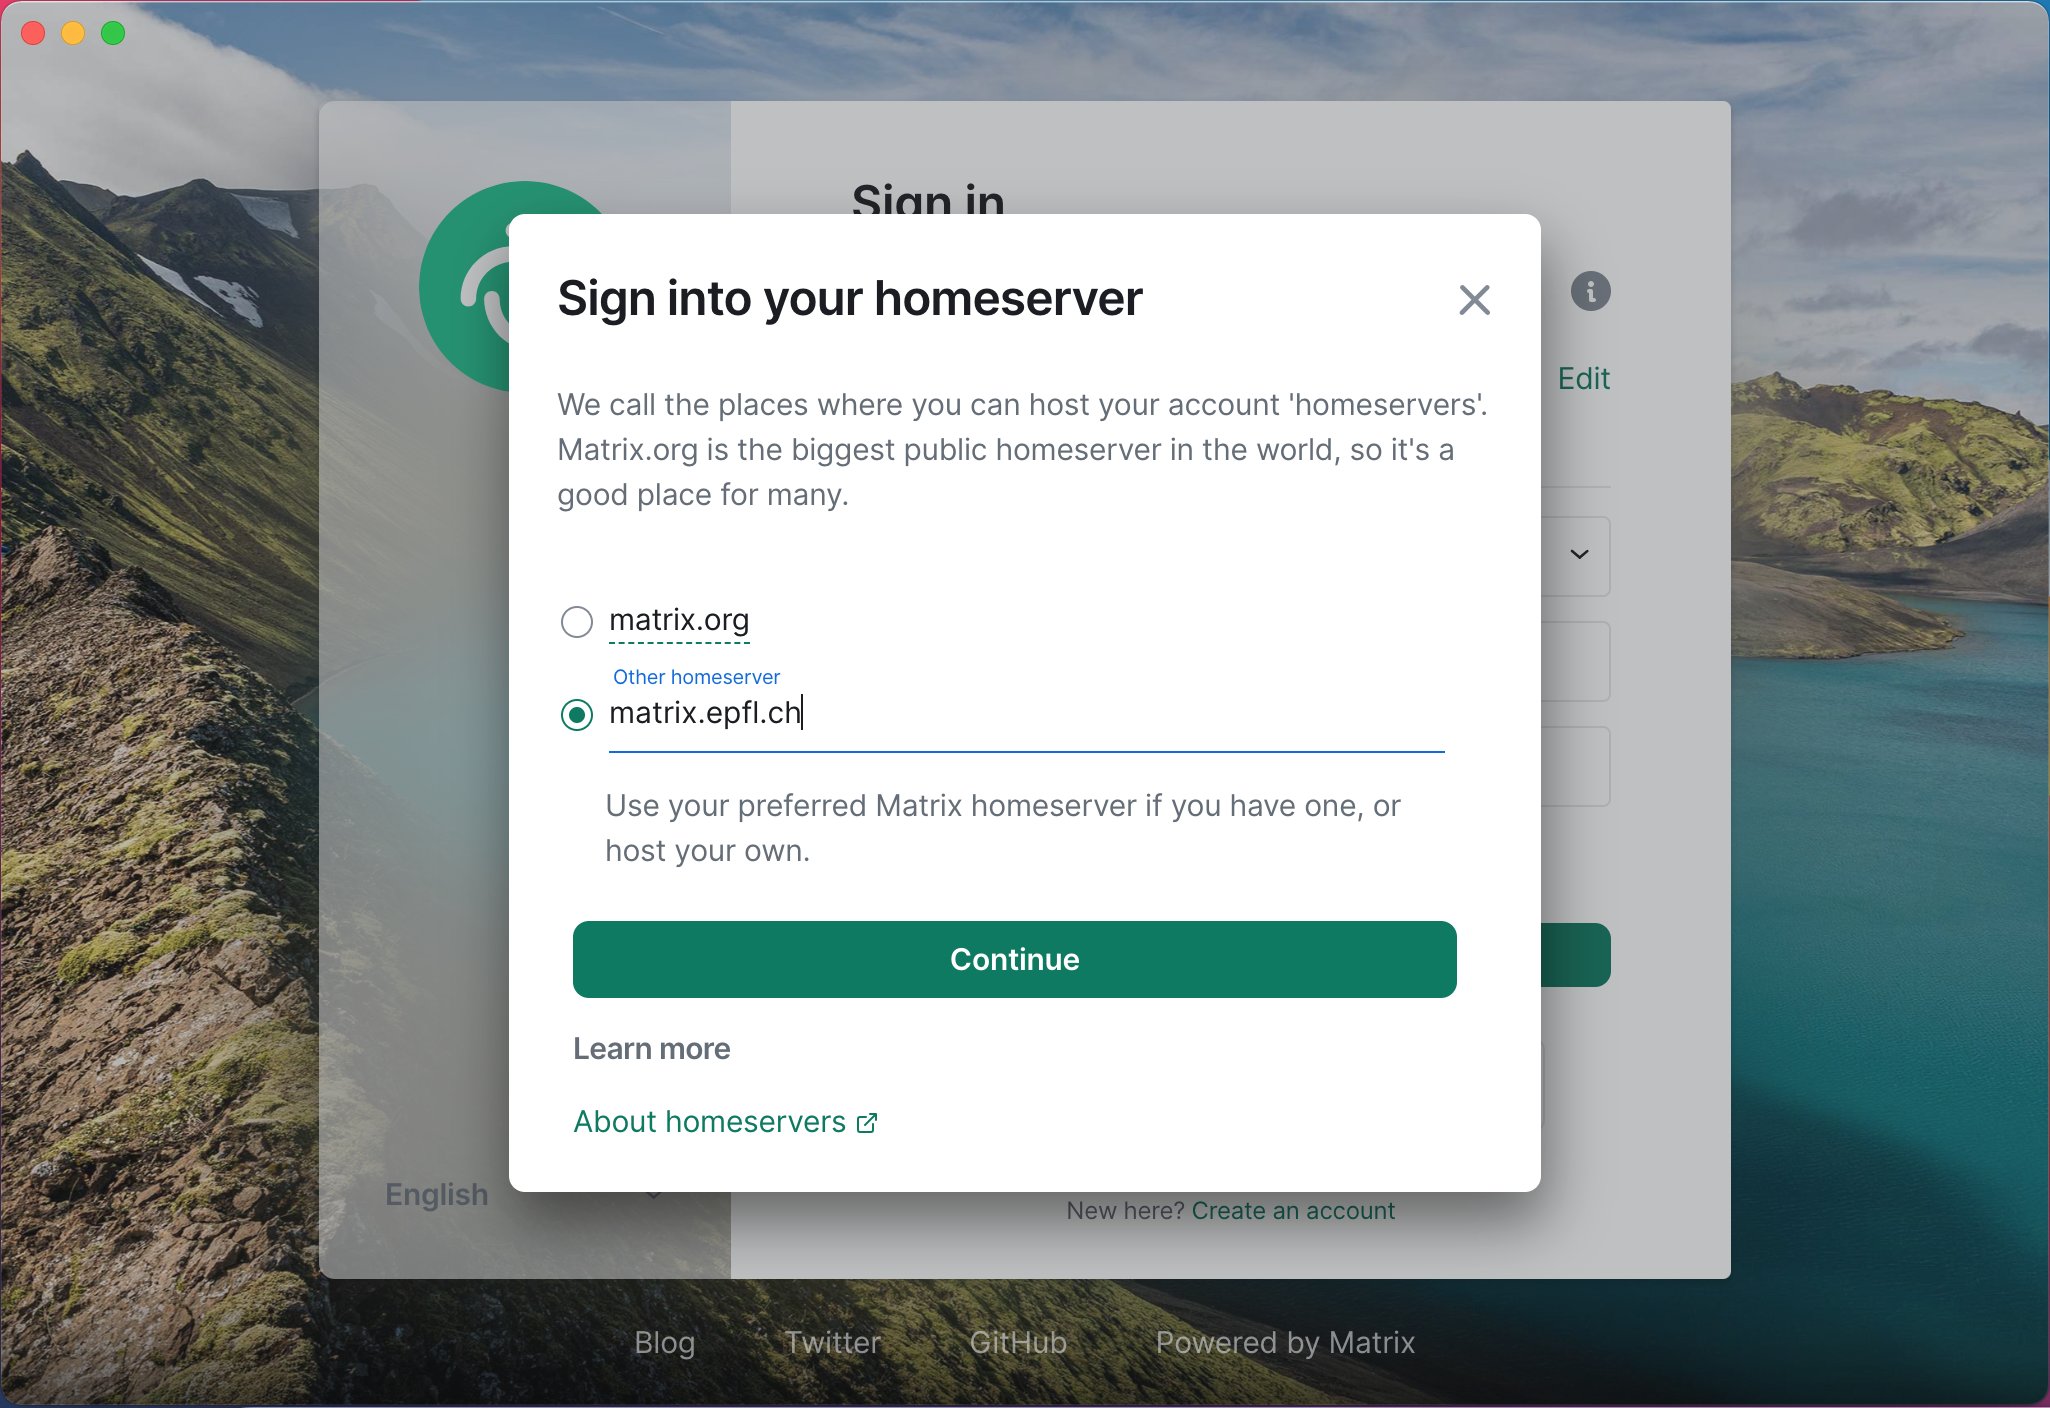 Sign in
Sign into your homeserver
Edit
We call the places where you can host your account 'homeservers'.
Matrix.org is the biggest public homeserver in the world, so it's a
good place for many.
matrix.org
Other homeserver
matrix.epfl.ch
Use your preferred Matrix homeserver if you have one, or
host your own.
Continue
Learn more
About homeservers
English
New here? Create an account
Blog Twitter GitHub Powered by Matrix